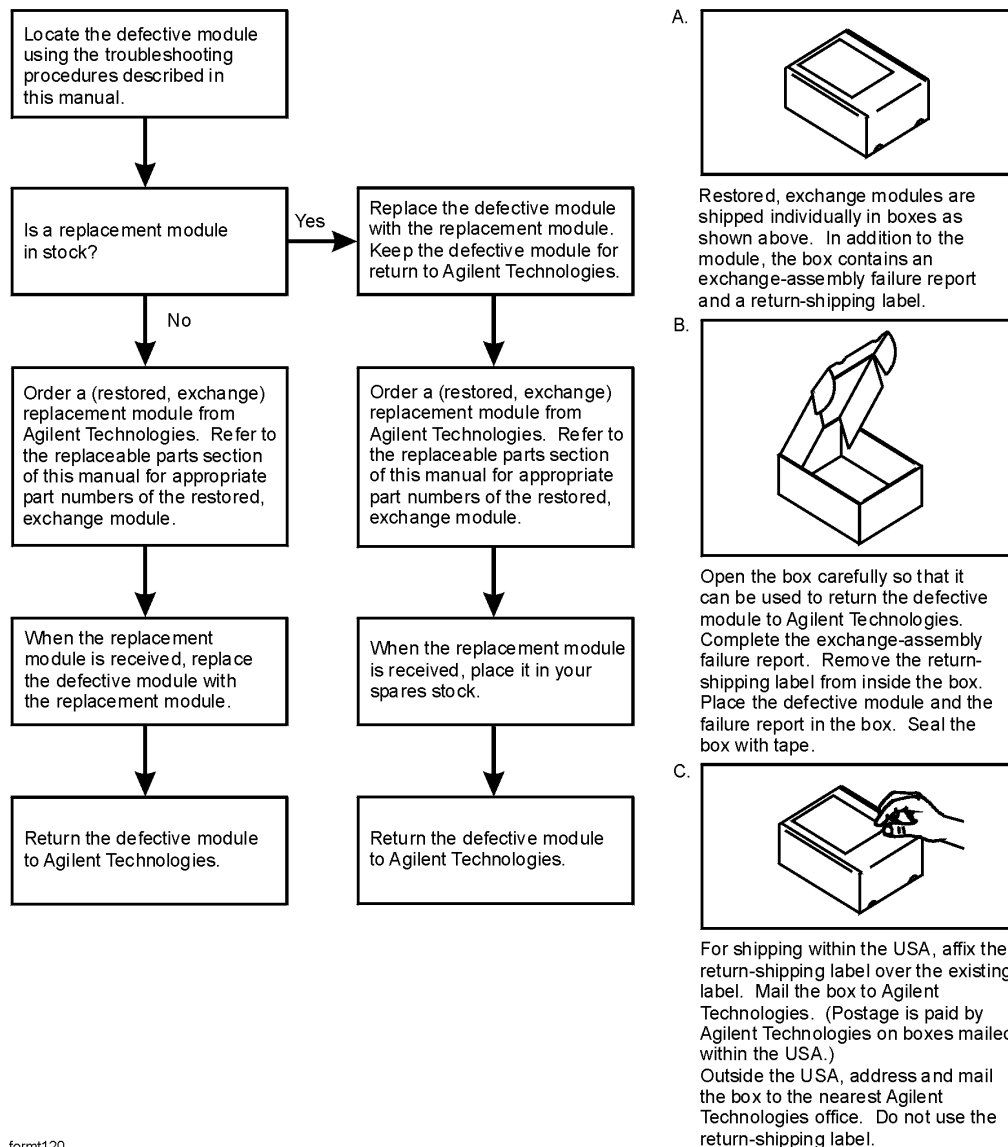 Locate the defective module
using the troubleshooting
procedures described in
this manual.
Is a replacement module
in stock?
Yes
Replace the defective module
with the replacement module.
Keep the defective module for
return to Agilent Technologies.
No
Order a (restored, exchange)
replacement module from
Agilent Technologies. Refer to
the replaceable parts section
of this manual for appropriate
part numbers of the restored,
exchange module.
Order a (restored, exchange)
replacement module from
Agilent Technologies. Refer to
the replaceable parts section
of this manual for appropriate
part numbers of the restored,
exchange module.
When the replacement
module is received, replace
the defective module with
the replacement module.
When the replacement module
is received, place it in your
spares stock.
Return the defective module
to Agilent Technologies.
Return the defective module
to Agilent Technologies.
A.
Restored, exchange modules are
shipped individually in boxes as
shown above. In addition to the
module, the box contains an
exchange-assembly failure report
and a return-shipping label.
B.
Open the box carefully so that it
can be used to return the defective
module to Agilent Technologies.
Complete the exchange-assembly
failure report. Remove the return-
shipping label from inside the box.
Place the defective module and the
failure report in the box. Seal the
box with tape.
C.
For shipping within the USA, affix the
return-shipping label over the existing
label. Mail the box to Agilent
Technologies. (Postage is paid by
Agilent Technologies on boxes mailed
within the USA.)
Outside the USA, address and mail
the box to the nearest Agilent
Technologies office. Do not use the
return-shipping label.